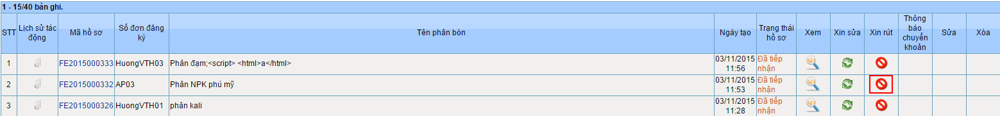 1 - 15/40 bản ghi.
STT Lịch sử tác động Mã hồ sơ Số đơn đăng ký Tên phân bón Ngày tạo Trạng thái hồ sơ Xem Xin sửa Xin rút Thông báo chuyển khoản Sửa Xóa
1 FE2015000333 HuongVTH03 Phân đạm;<script> <html>a</html> 03/11/2015 11:56 Đã tiếp nhận
2 FE2015000332 AP03 Phân NPK phú mỹ 03/11/2015 11:53 Đã tiếp nhận
3 FE2015000326 HuongVTH01 phân kali 03/11/2015 11:28 Đã tiếp nhận